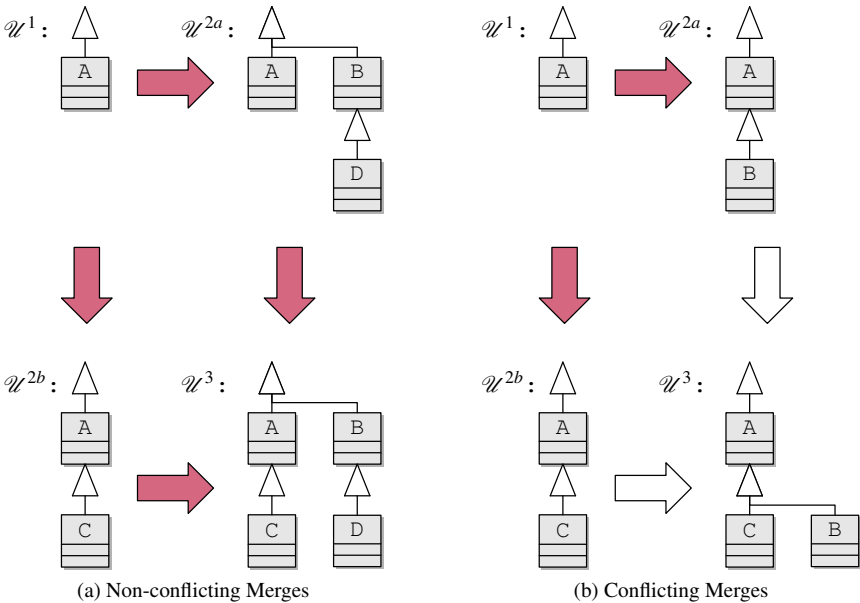 𝒰1 : 𝒰2a : 𝒰1 : 𝒰2a :
A A B A A
D B
𝒰2b : 𝒰3 : 𝒰2b : 𝒰3 :
A A B A A
C C D C C B
(a) Non-conflicting Merges (b) Conflicting Merges